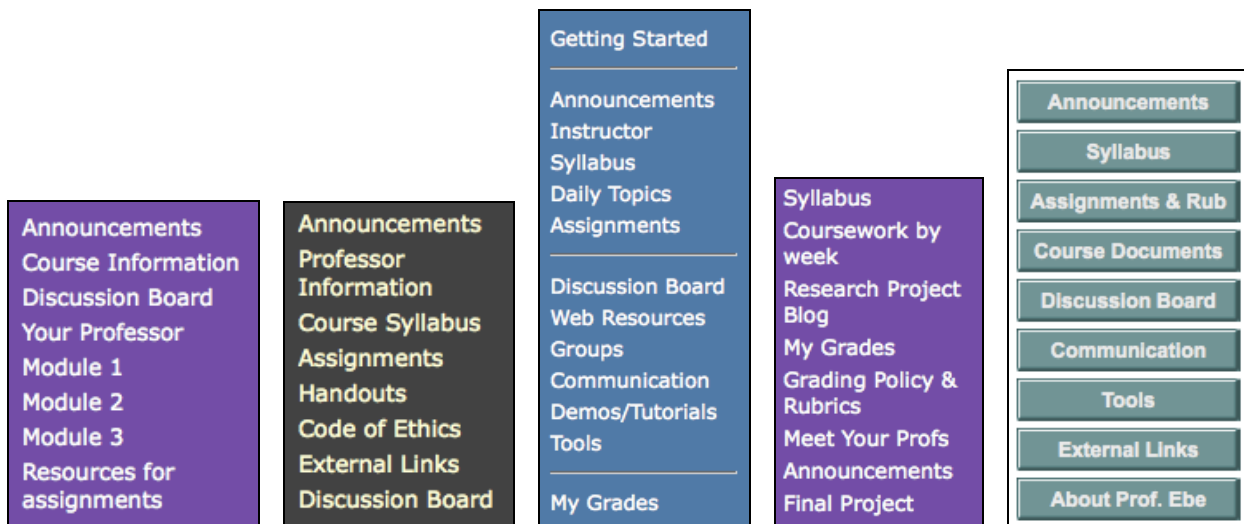 Announcements
Course Information
Discussion Board
Your Professor
Module 1
Module 2
Module 3
Resources for
assignments
Announcements
Professor
Information
Course Syllabus
Assignments
Handouts
Code of Ethics
External Links
Discussion Board
Getting Started
Announcements
Instructor
Syllabus
Daily Topics
Assignments
Discussion Board
Web Resources
Groups
Communication
Demos/Tutorials
Tools
My Grades
Syllabus
Coursework by
week
Research Project
Blog
My Grades
Grading Policy &
Rubrics
Meet Your Profs
Announcements
Final Project
Announcements
Syllabus
Assignments & Rub
Course Documents
Discussion Board
Communication
Tools
External Links
About Prof. Ebe